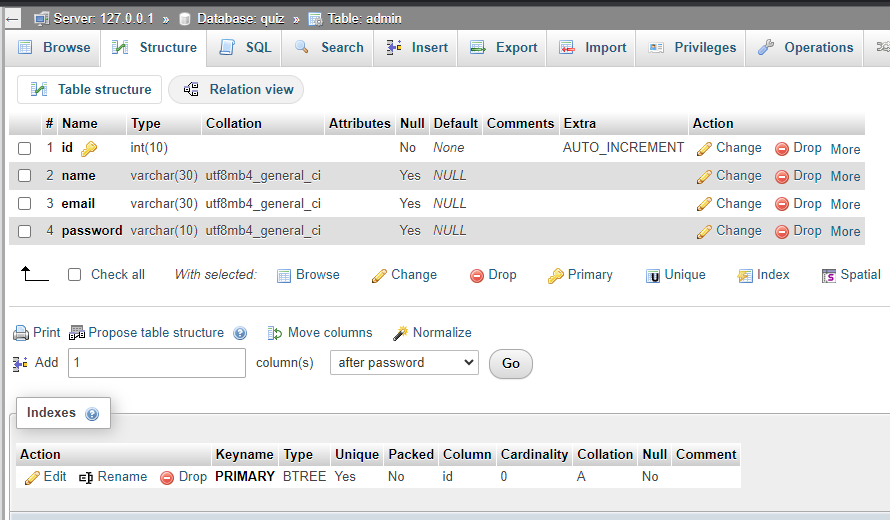 Server: 127.0.0.1 » Database: quiz » Table: admin
Browse Structure SQL Search Insert Export Import Privileges Operations
Table structure Relation view
# Name Type Collation Attributes Null Default Comments Extra Action
1 id int(10) No None AUTO_INCREMENT Change Drop More
2 name varchar(30) utf8mb4_general_ci Yes NULL Change Drop More
3 email varchar(30) utf8mb4_general_ci Yes NULL Change Drop More
4 password varchar(10) utf8mb4_general_ci Yes NULL Change Drop More
Check all With selected: Browse Change Drop Primary Unique Index Spatial
Print Propose table structure Move columns Normalize
Add 1 column(s) after password Go
Indexes
Action Keyname Type Unique Packed Column Cardinality Collation Null Comment
Edit Rename Drop PRIMARY BTREE Yes No id 0 A No